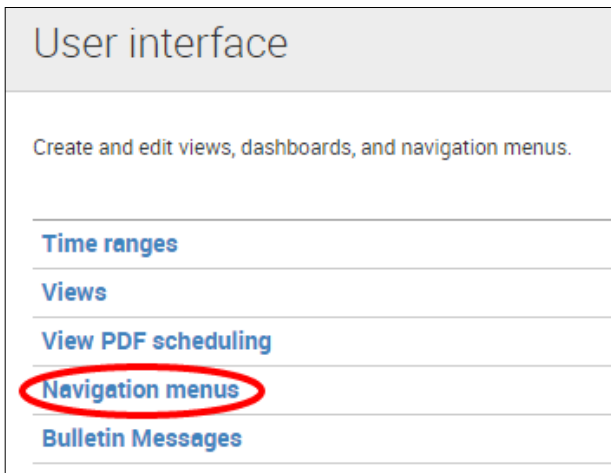 User interface
Create and edit views, dashboards, and navigation menus.
Time ranges
Views
View PDF scheduling
Navigation menus
Bulletin Messages